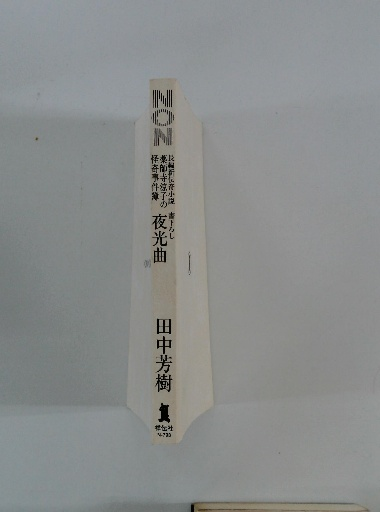 NON
長編新伝奇小説 書下ろし
薬師寺涼子の
怪奇事件簿
夜光曲
田中芳樹
祥伝社